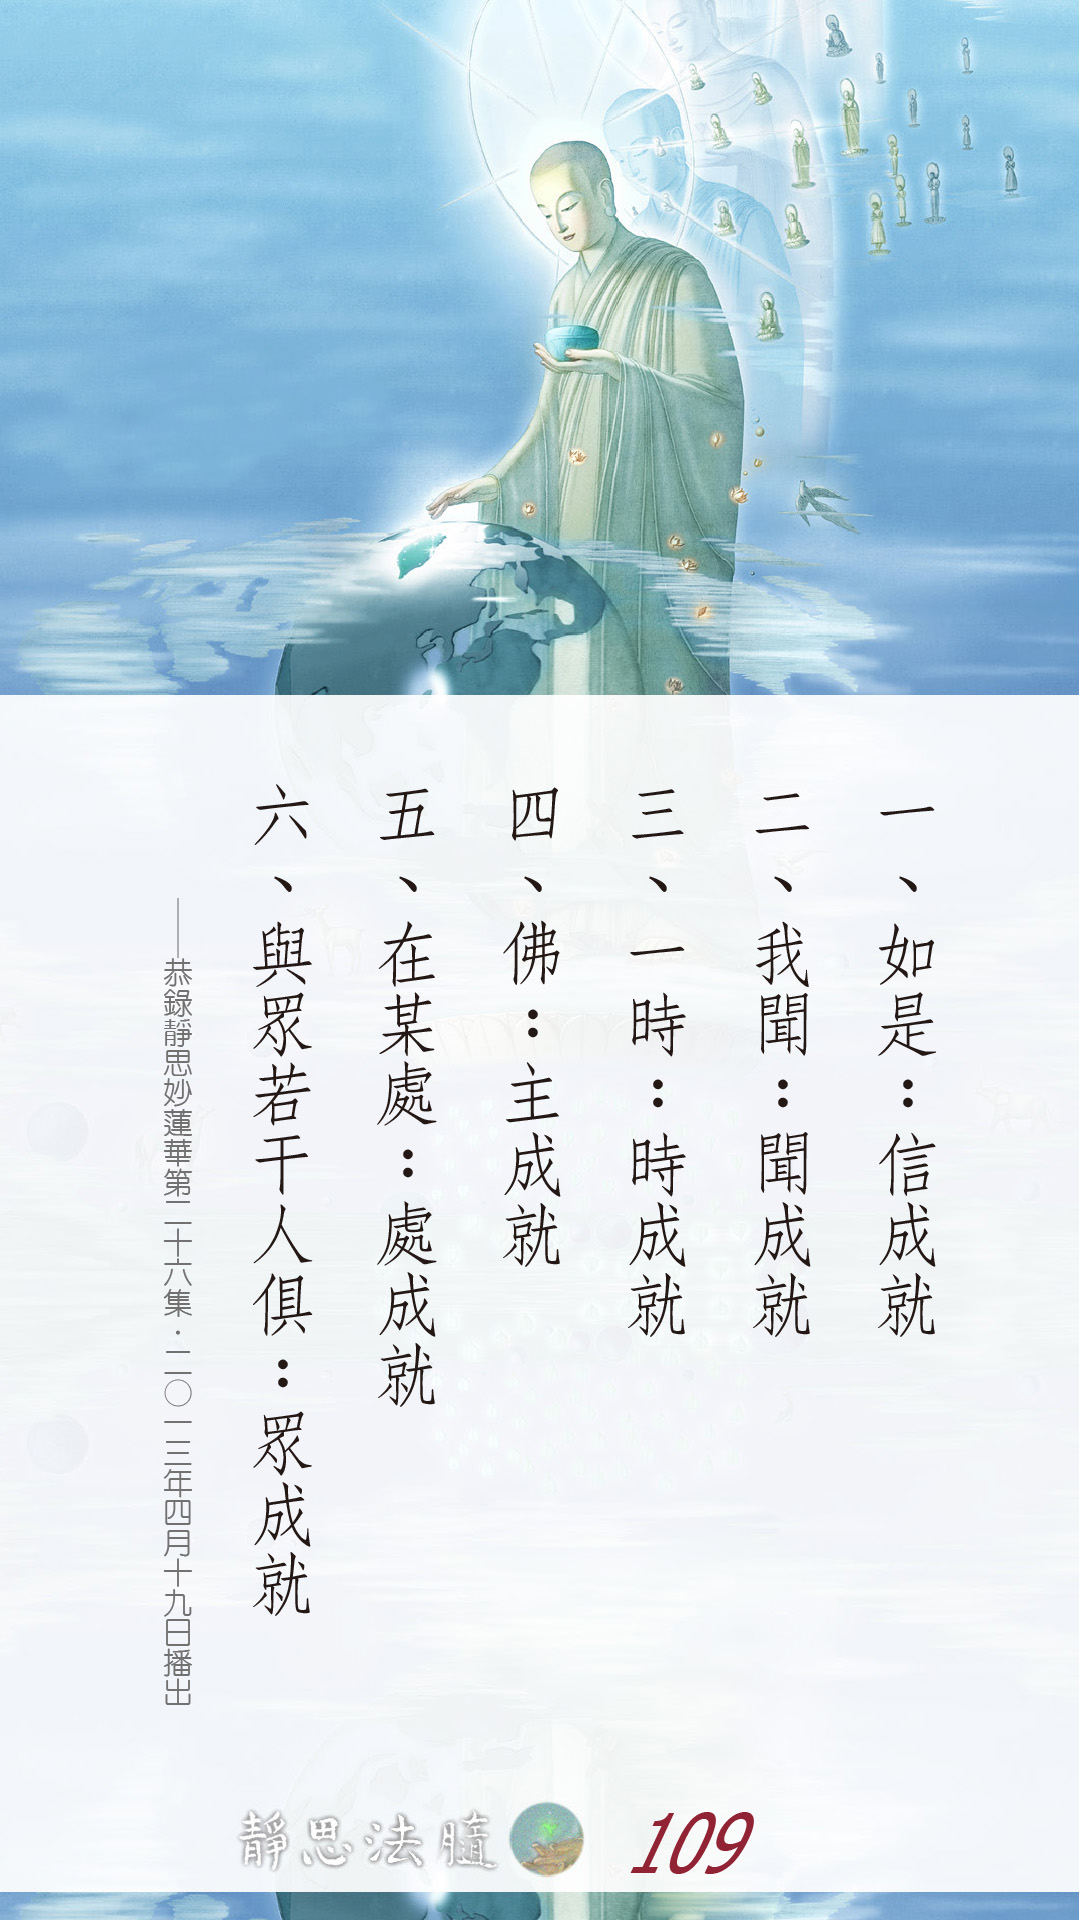 一、如是：信成就
二、我聞：聞成就
三、一時：時成就
四、佛：主成就
五、在某處：處成就
六、與眾若干人俱：眾成就
——恭錄靜思妙蓮華第二十六集．二〇一三年四月十九日播出
靜思法髓
109